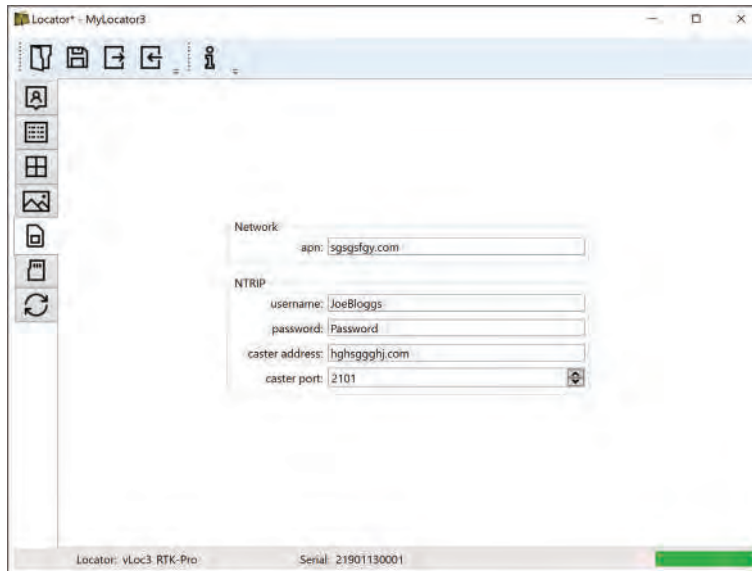 Locator* - MyLocator3
Network
apn: sgsgsfgy.com
NTRIP
username: JoeBloggs
password: Password
caster address: hghsggghj.com
caster port: 2101
Locator: vLoc3 RTK-Pro Serial: 21901130001